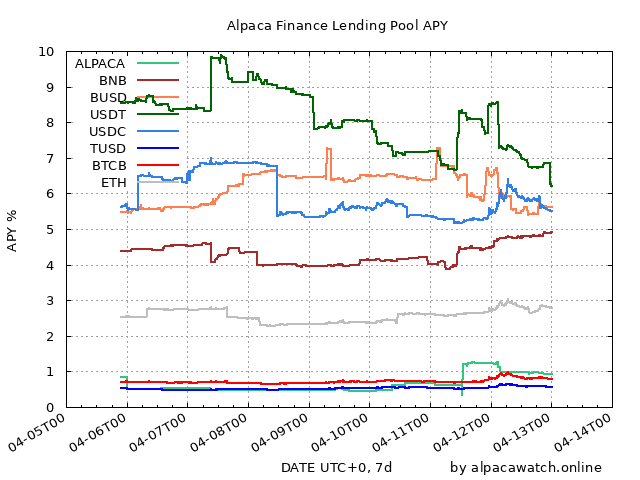 Alpaca Finance Lending Pool APY
10
9
8
7
6
5
4
3
2
1
0
APY %
ALPACA
BNB
BUSD
USDT
USDC
TUSD
BTCB
ETH
04-05T00
04-06T00
04-07T00
04-08T00
04-09T00
04-10T00
04-11T00
04-12T00
04-13T00
04-14T00
DATE UTC+0, 7d
by alpacawatch.online